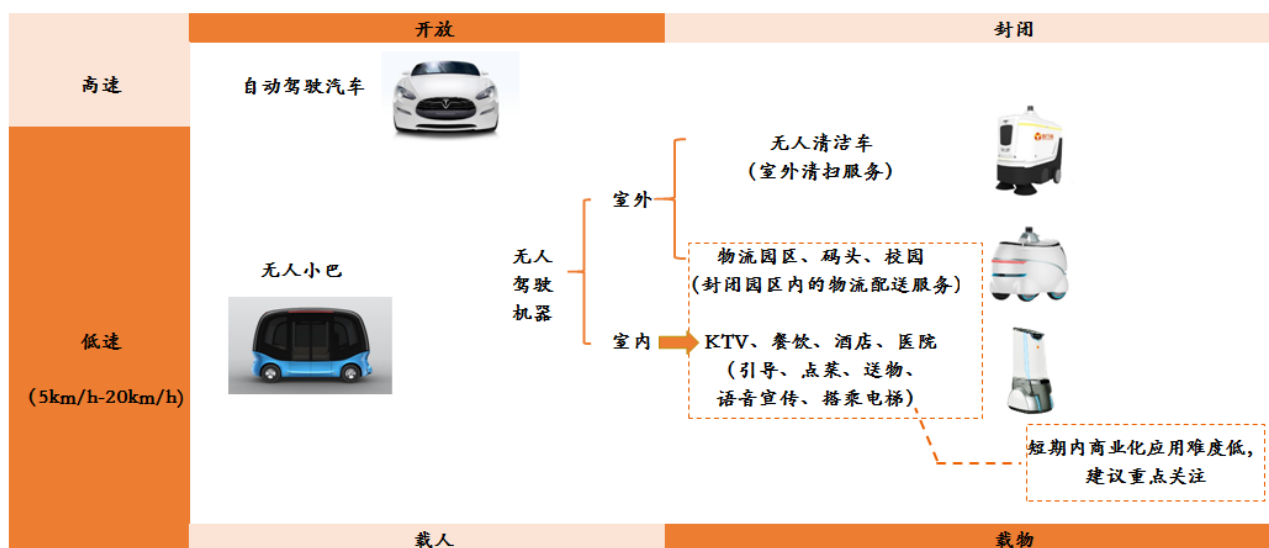 开放
封闭
高速
自动驾驶汽车
无人清洁车
(室外清扫服务)
室外
无人
驾驶
机器
无人小巴
物流园区、码头、校园
(封闭园区内的物流配送服务)
低速
(5km/h-20km/h)
室内
KTV、餐饮、酒店、医院
(引导、点菜、送物、
语音宣传、搭乘电梯)
短期内商业化应用难度低,
建议重点关注
载人
载物